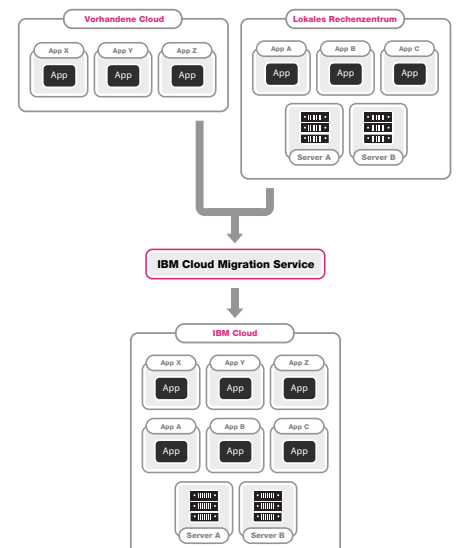 Vorhandene Cloud
App X
App Y
App Z
App
App
App
Lokales Rechenzentrum
App A
App B
App C
App
App
App
Server A
Server B
IBM Cloud Migration Service
IBM Cloud
App X
App Y
App Z
App
App
App
App A
App B
App C
App
App
App
Server A
Server B